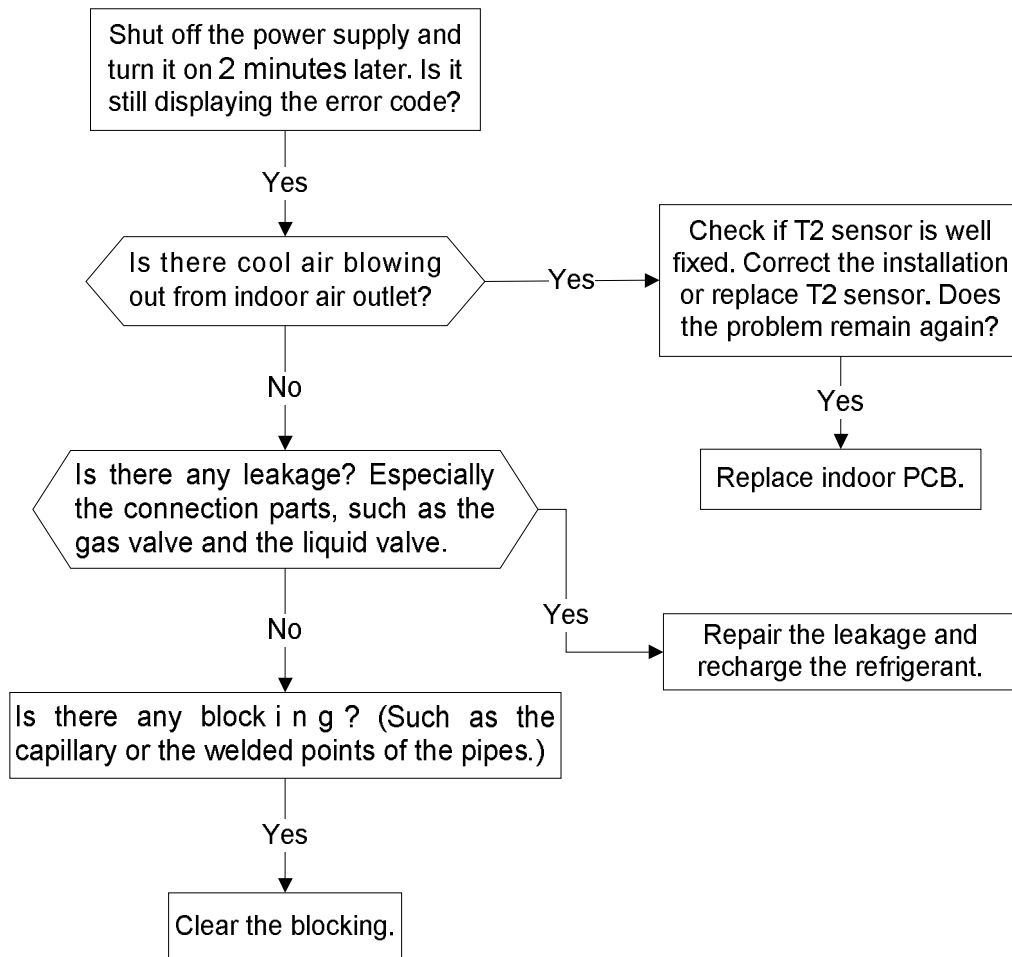 Shut off the power supply and
turn it on 2 minutes later. Is it
still displaying the error code?
Yes
Is there cool air blowing
out from indoor air outlet?
Yes
Check if T2 sensor is well
fixed. Correct the installation
or replace T2 sensor. Does
the problem remain again?
Yes
Replace indoor PCB.
No
Is there any leakage? Especially
the connection parts, such as the
gas valve and the liquid valve.
Yes
Repair the leakage and
recharge the refrigerant.
No
Is there any blocking? (Such as the
capillary or the welded points of the pipes.)
Yes
Clear the blocking.